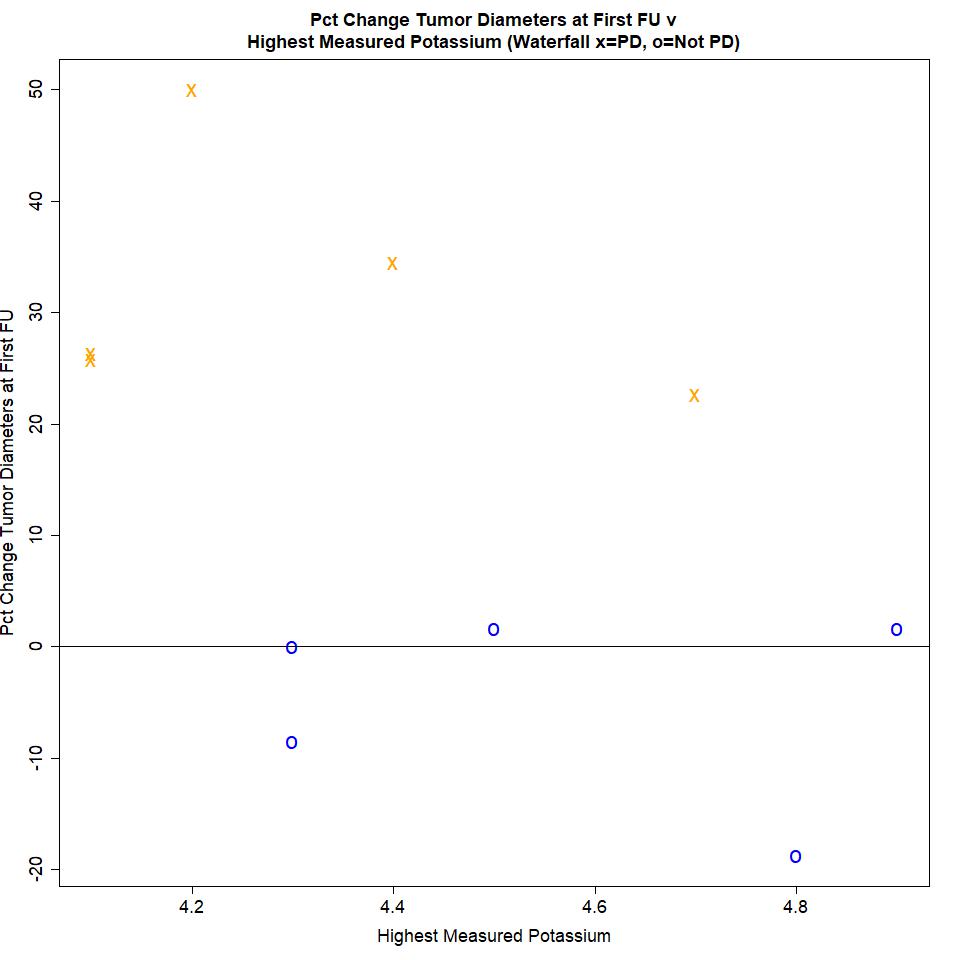 Pct Change Tumor Diameters at First FU v
Highest Measured Potassium (Waterfall x=PD, o=Not PD)
Pct Change Tumor Diameters at First FU
50
40
30
20
10
0
-10
-20
X
X
X
X
X
O
O
O
O
O
4.2
4.4
4.6
4.8
Highest Measured Potassium